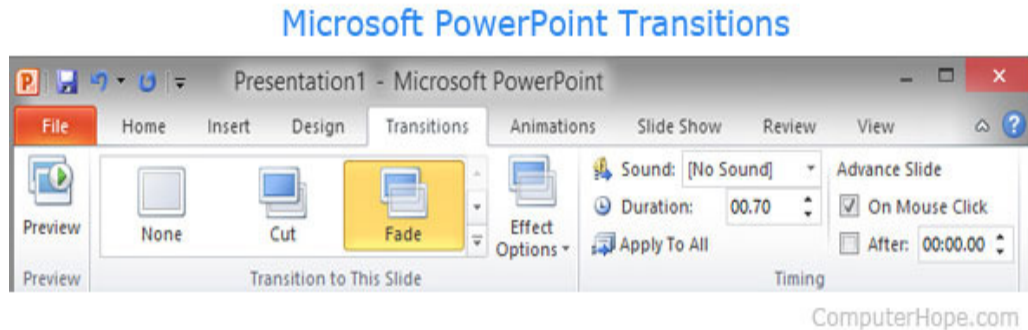 Microsoft PowerPoint Transitions
P
Presentation1 - Microsoft PowerPoint
File Home Insert Design Transitions Animations Slide Show Review View
Preview
None
Cut
Fade
Effect
Options
Sound: [No Sound]
Duration: 00.70
Apply To All
Advance Slide
On Mouse Click
After: 00:00.00
Preview
Transition to This Slide
Timing
ComputerHope.com